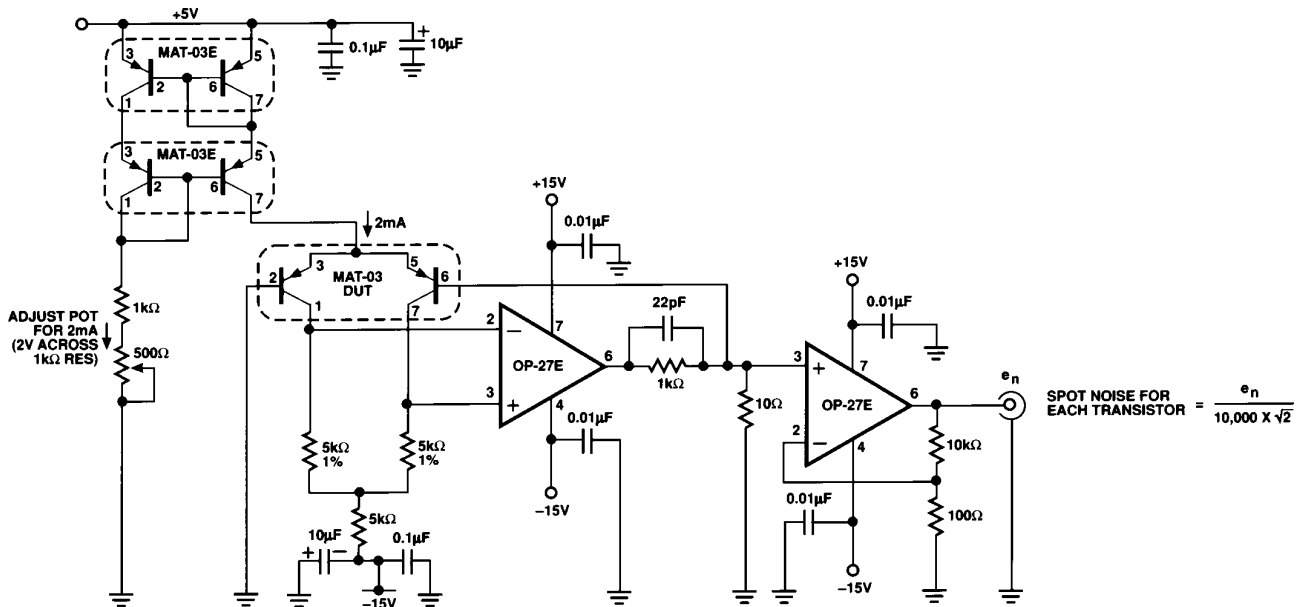 +5V
0.1µF
+
10µF
MAT-03E
3
5
2
6
1
7
MAT-03E
3
5
2
6
1
7
2mA
+15V
0.01µF
2
3
5
6
MAT-03
DUT
1
7
1kΩ
ADJUST POT
FOR 2mA
(2V ACROSS
1kΩ RES)
500Ω
2
−
7
OP-27E
6
3
+
4
0.01µF
−15V
22pF
1kΩ
10Ω
5kΩ
1%
5kΩ
1%
5kΩ
10µF
+
−
0.1µF
−15V
+15V
0.01µF
3
+
7
OP-27E
6
2
−
4
0.01µF
−15V
10kΩ
100Ω
en
SPOT NOISE FOR
EACH TRANSISTOR = en
10,000 X √2